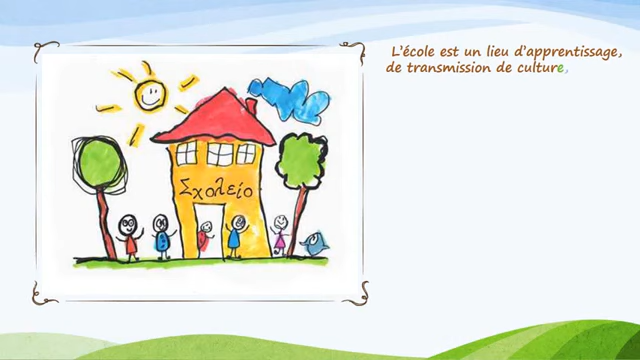 L’école est un lieu d’apprentissage,
de transmission de culture,
Σχολείο